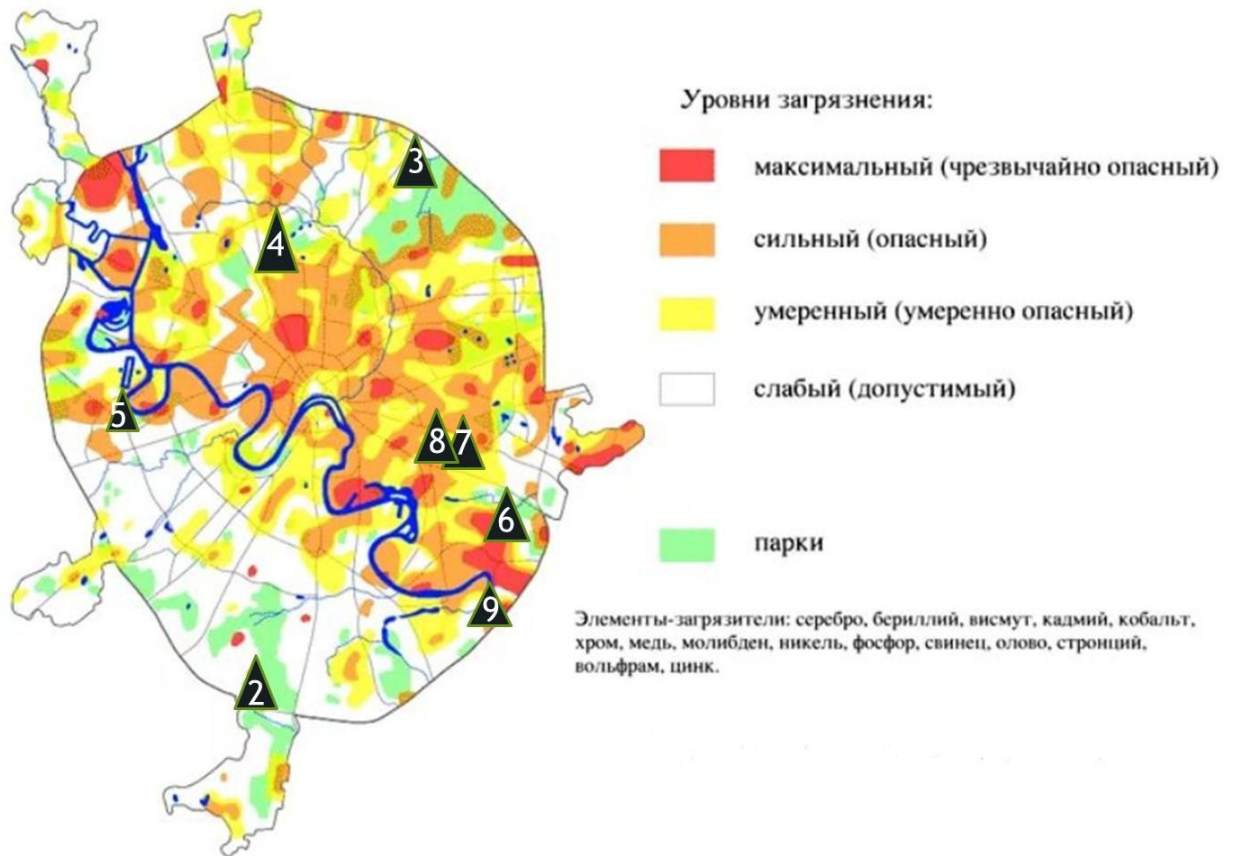 Уровни загрязнения:
максимальный (чрезвычайно опасный)
сильный (опасный)
умеренный (умеренно опасный)
слабый (допустимый)
парки
Элементы-загрязители: серебро, бериллий, висмут, кадмий, кобальт,
хром, медь, молибден, никель, фосфор, свинец, олово, стронций,
вольфрам, цинк.
3
4
5
8 7
6
9
2